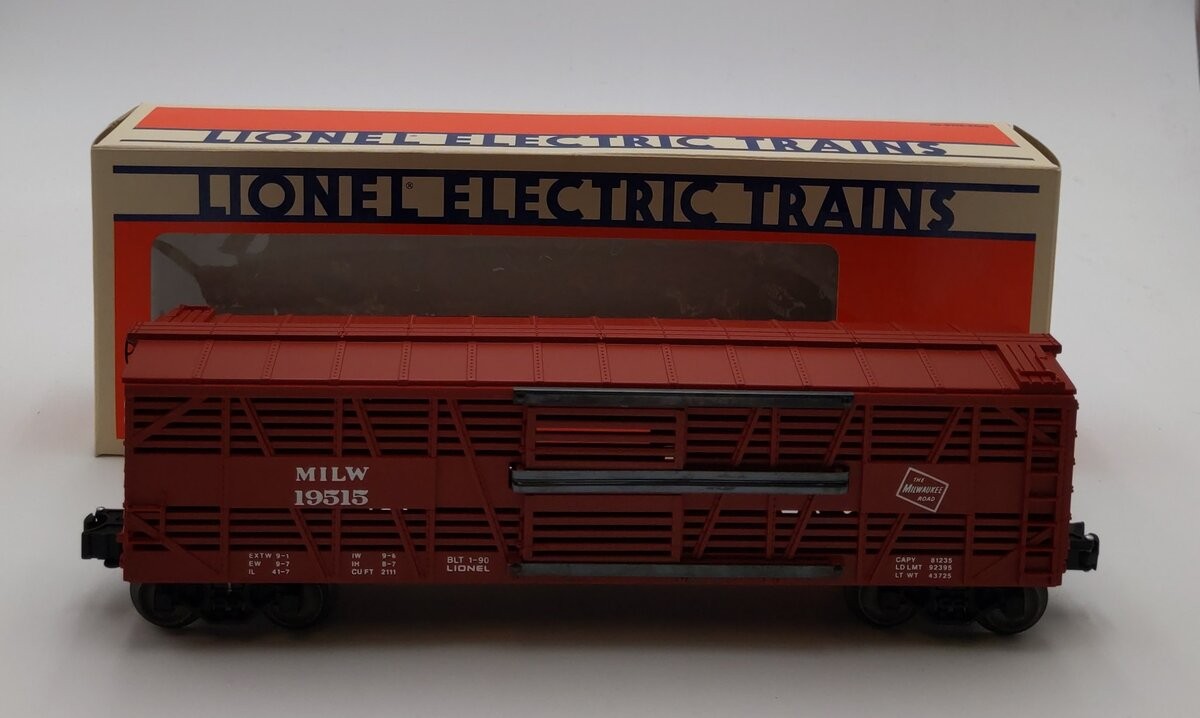 LIONEL® ELECTRIC TRAINS
LIONEL® ELECTRIC TRAINS
MILW
19515
THE
MILWAUKEE
ROAD
EXTW 9-1
EW 9-7
IL 41-7
IW 9-6
IH 8-7
CU FT 2111
BLT 1-90
LIONEL
CAPY 81235
LD LMT 92395
LT WT 43725